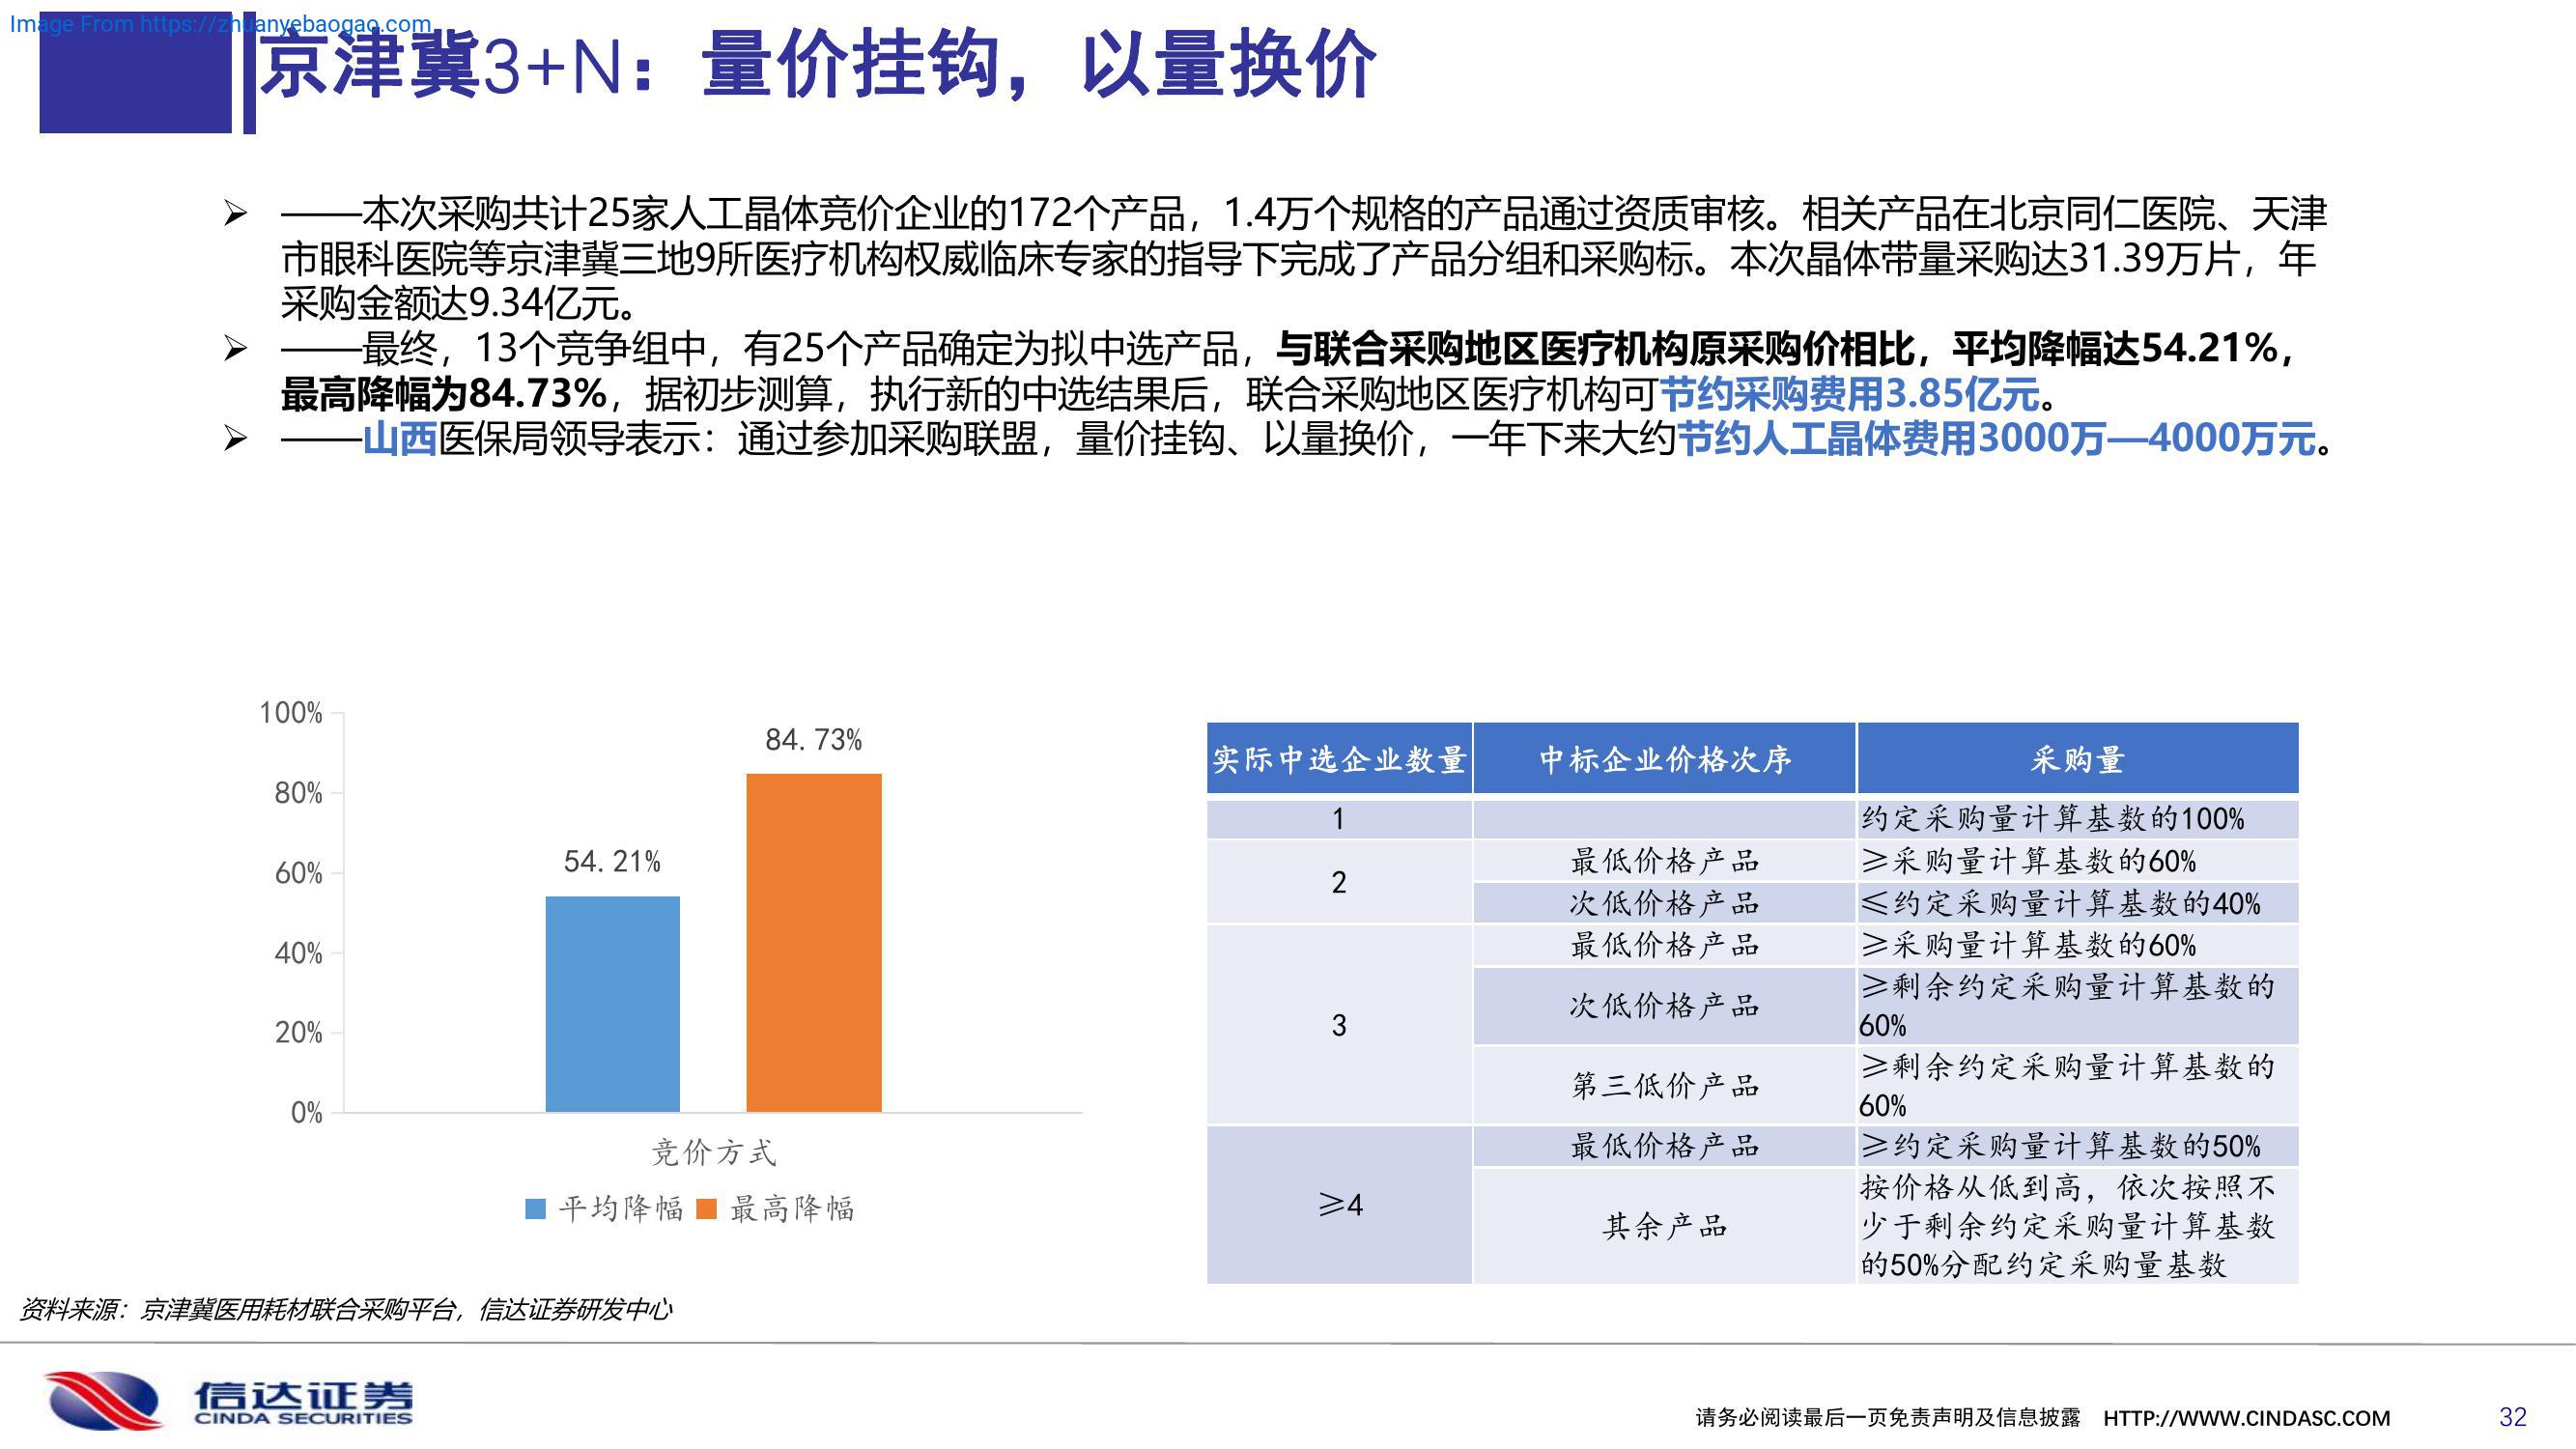 Image From https://zhuanyebaogao.com
京津冀3+N：量价挂钩，以量换价
——本次采购共计25家人工晶体竞价企业的172个产品，1.4万个规格的产品通过资质审核。相关产品在北京同仁医院、天津
市眼科医院等京津冀三地9所医疗机构权威临床专家的指导下完成了产品分组和采购标。本次晶体带量采购达31.39万片，年
采购金额达9.34亿元。
——最终，13个竞争组中，有25个产品确定为拟中选产品，与联合采购地区医疗机构原采购价相比，平均降幅达54.21%，
最高降幅为84.73%，据初步测算，执行新的中选结果后，联合采购地区医疗机构可节约采购费用3.85亿元。
——山西医保局领导表示：通过参加采购联盟，量价挂钩、以量换价，一年下来大约节约人工晶体费用3000万—4000万元。
100%
80%
60%
40%
20%
0%
54.21%
84.73%
竞价方式
平均降幅 最高降幅
实际中选企业数量 中标企业价格次序 采购量
1 约定采购量计算基数的100%
2
最低价格产品 ≥采购量计算基数的60%
次低价格产品 ≤约定采购量计算基数的40%
3
最低价格产品 ≥采购量计算基数的60%
次低价格产品 ≥剩余约定采购量计算基数的
60%
第三低价产品 ≥剩余约定采购量计算基数的
60%
≥4
最低价格产品 ≥约定采购量计算基数的50%
其余产品 按价格从低到高，依次按照不
少于剩余约定采购量计算基数
的50%分配约定采购量基数
资料来源：京津冀医用耗材联合采购平台，信达证券研发中心
信达证券
CINDA SECURITIES
请务必阅读最后一页免责声明及信息披露 HTTP://WWW.CINDASC.COM 32